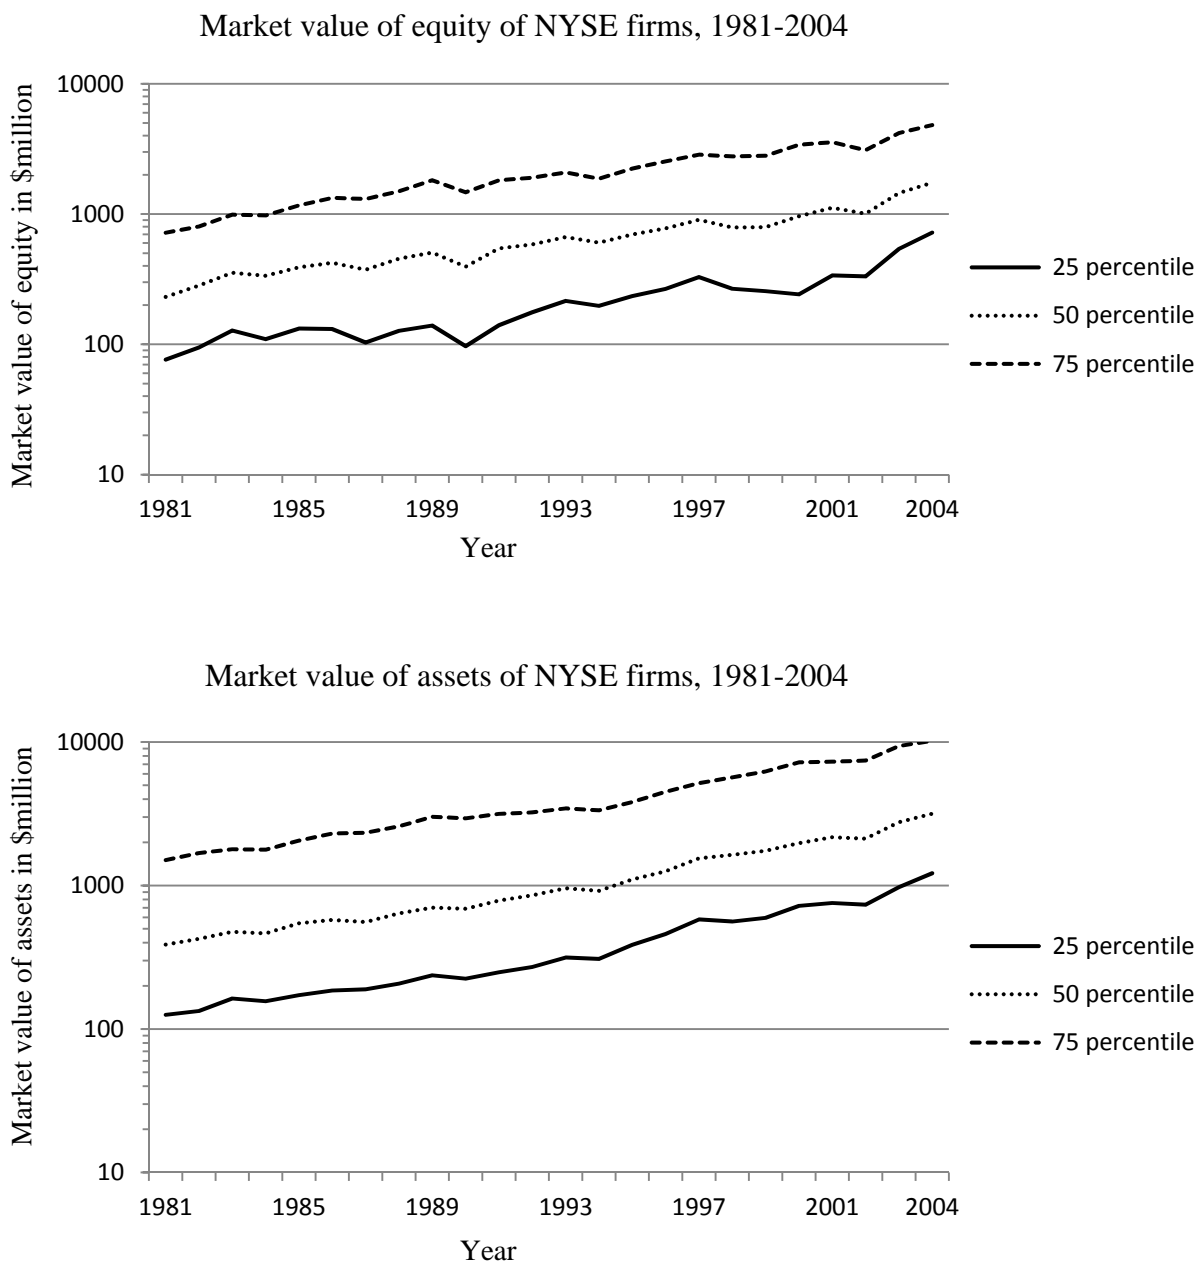 Market value of equity of NYSE firms, 1981-2004
Market value of equity in $million
10000
1000
100
10
1981 1985 1989 1993 1997 2001 2004
Year
25 percentile
50 percentile
75 percentile
Market value of assets of NYSE firms, 1981-2004
Market value of assets in $million
10000
1000
100
10
1981 1985 1989 1993 1997 2001 2004
Year
25 percentile
50 percentile
75 percentile